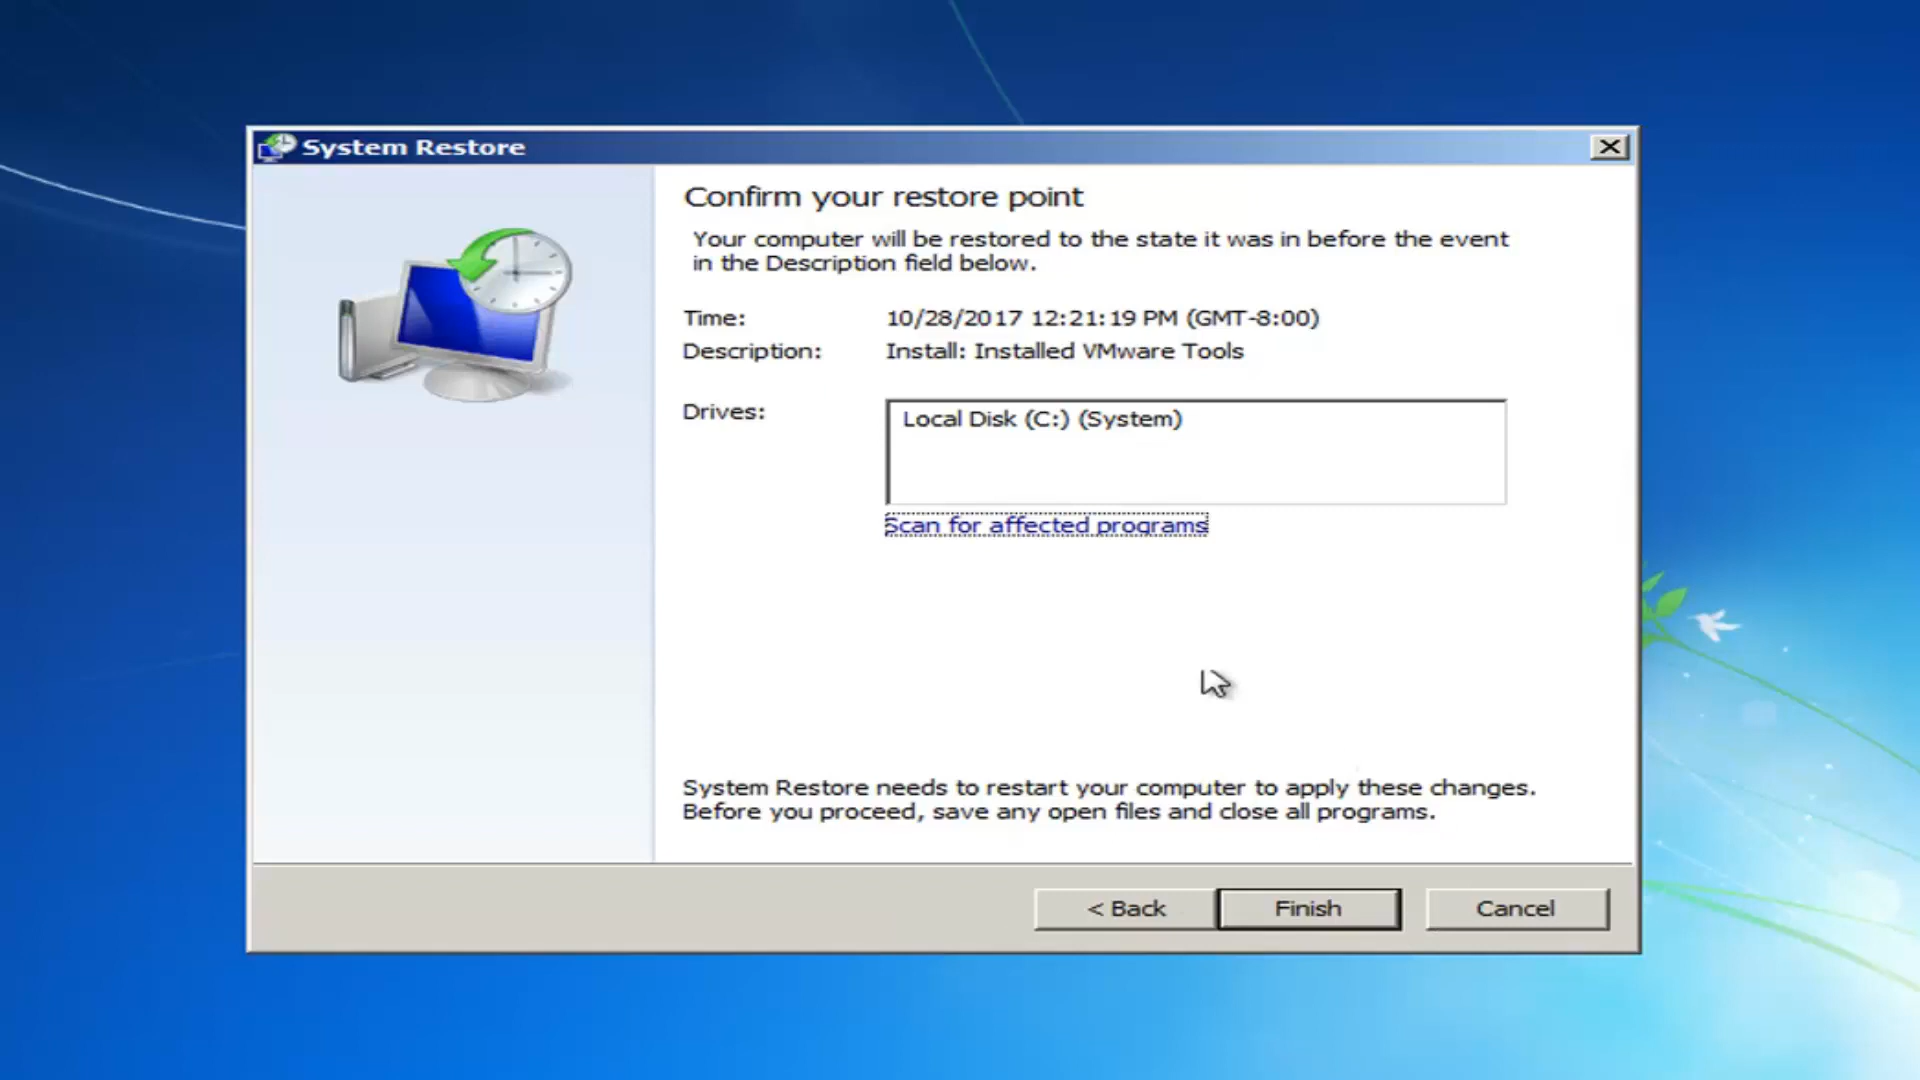 System Restore
Confirm your restore point
Your computer will be restored to the state it was in before the event
in the Description field below.
Time: 10/28/2017 12:21:19 PM (GMT-8:00)
Description: Install: Installed VMware Tools
Drives: Local Disk (C:) (System)
Scan for affected programs
System Restore needs to restart your computer to apply these changes.
Before you proceed, save any open files and close all programs.
< Back Finish Cancel